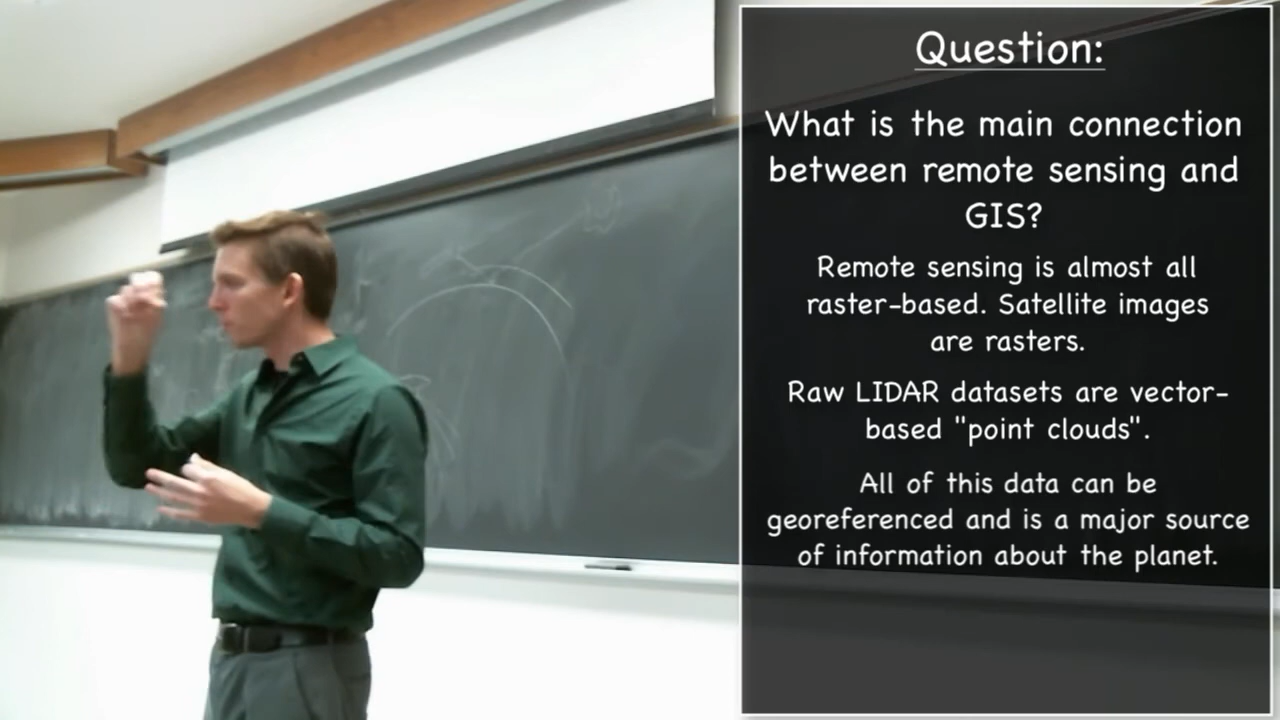 Question:
What is the main connection
between remote sensing and
GIS?
Remote sensing is almost all
raster-based. Satellite images
are rasters.
Raw LIDAR datasets are vector-
based "point clouds".
All of this data can be
georeferenced and is a major source
of information about the planet.